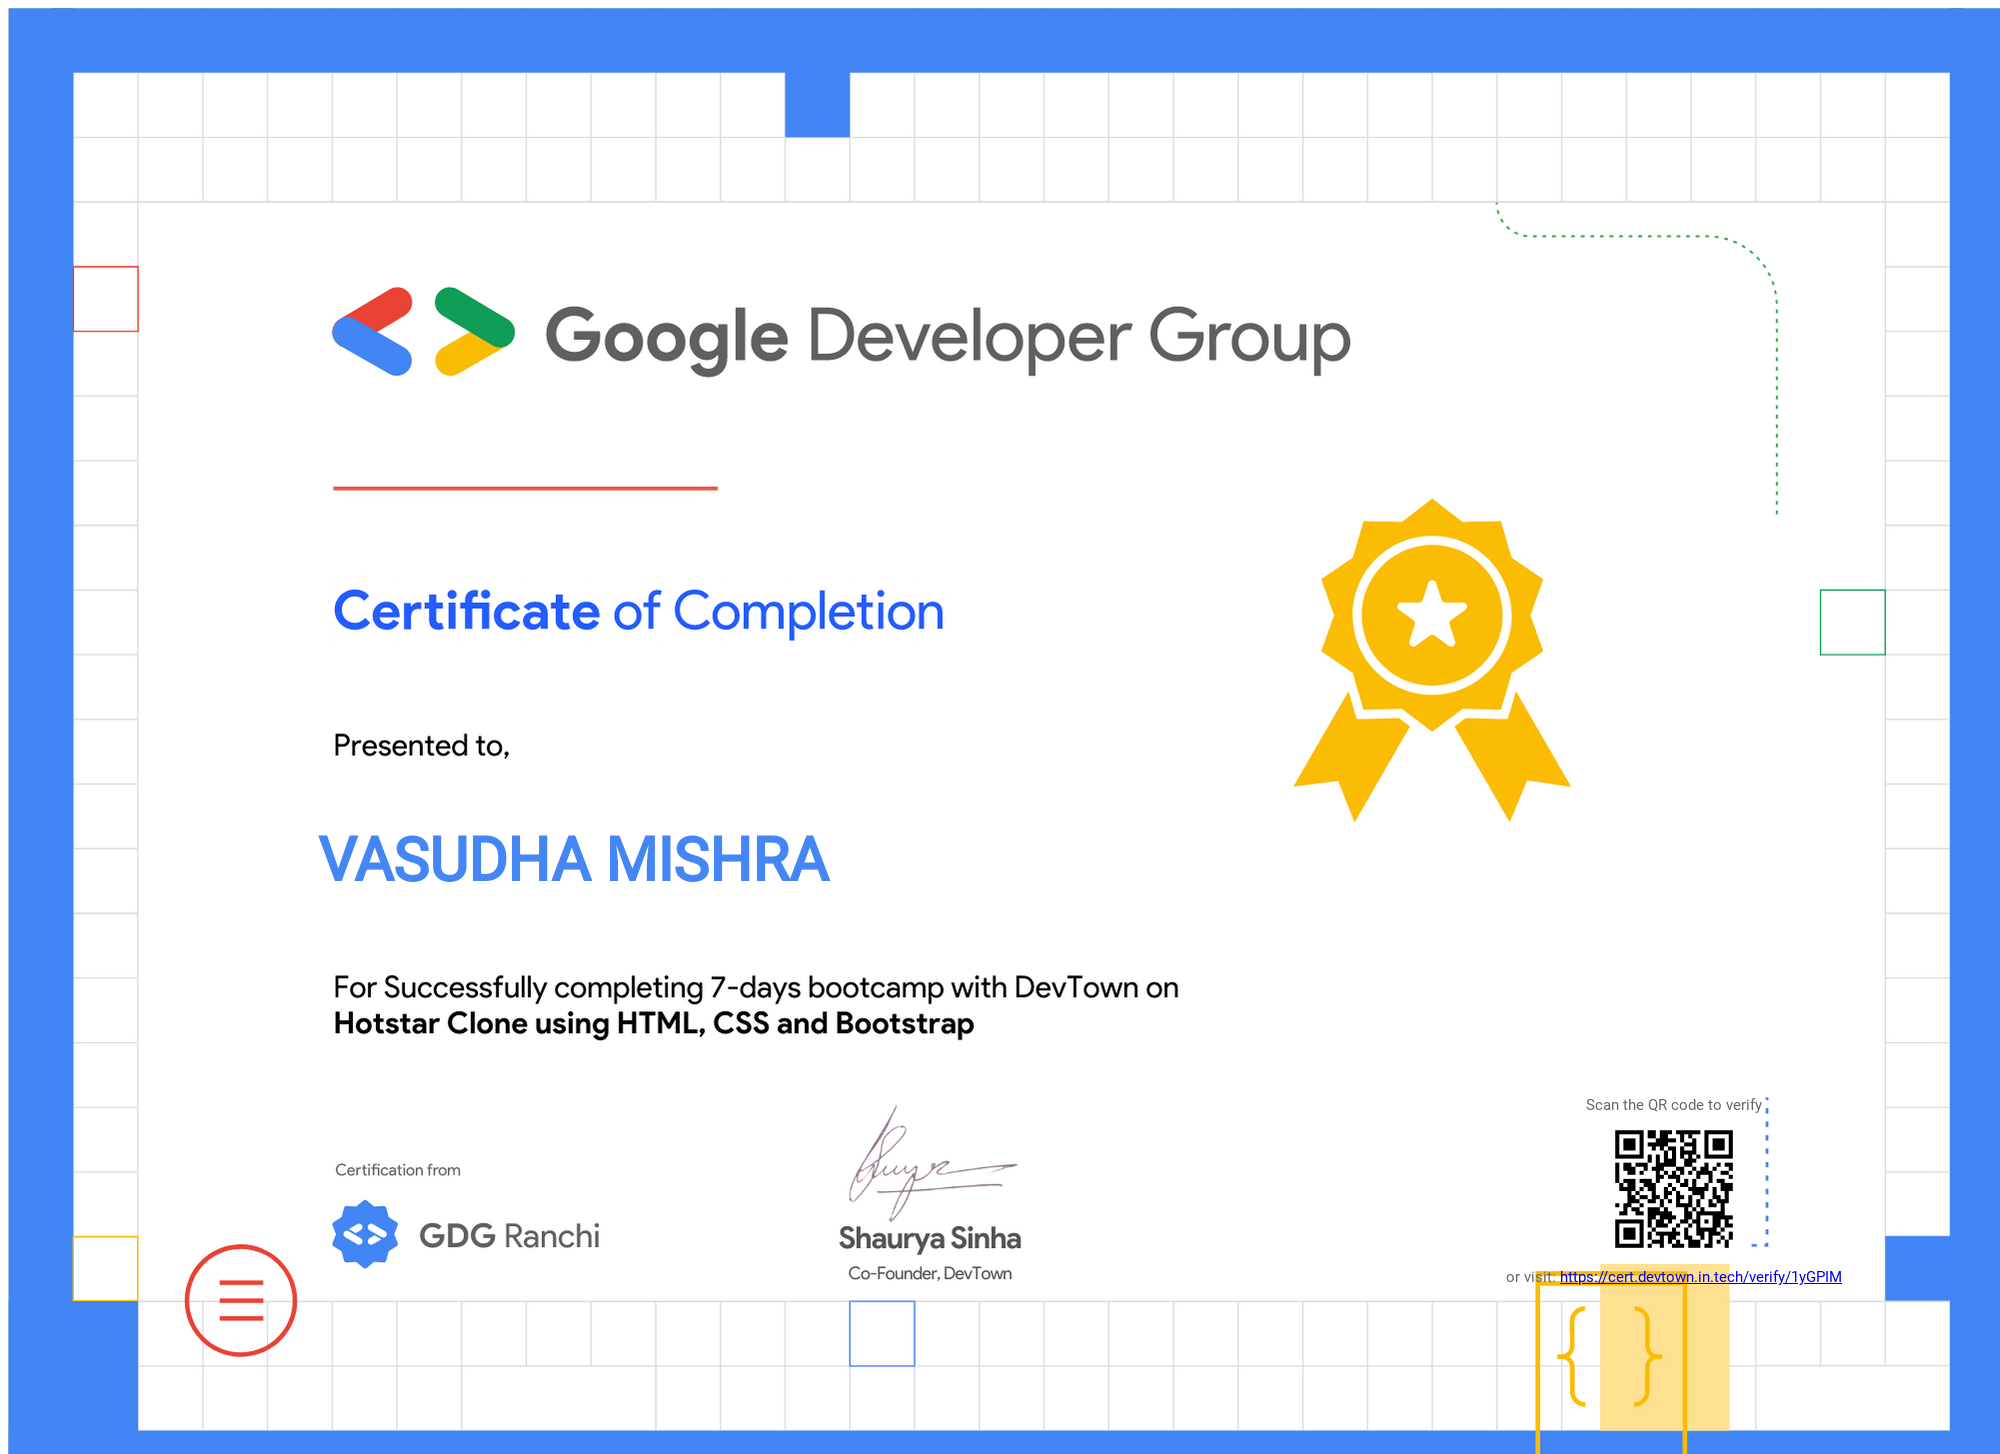 Google Developer Group
Certificate of Completion
Presented to,
VASUDHA MISHRA
For Successfully completing 7-days bootcamp with DevTown on
Hotstar Clone using HTML, CSS and Bootstrap
Certification from
GDG Ranchi
Shaurya Sinha
Co-Founder, DevTown
Scan the QR code to verify
or visit: https://cert.devtown.in.tech/verify/1yGPIM
{ }